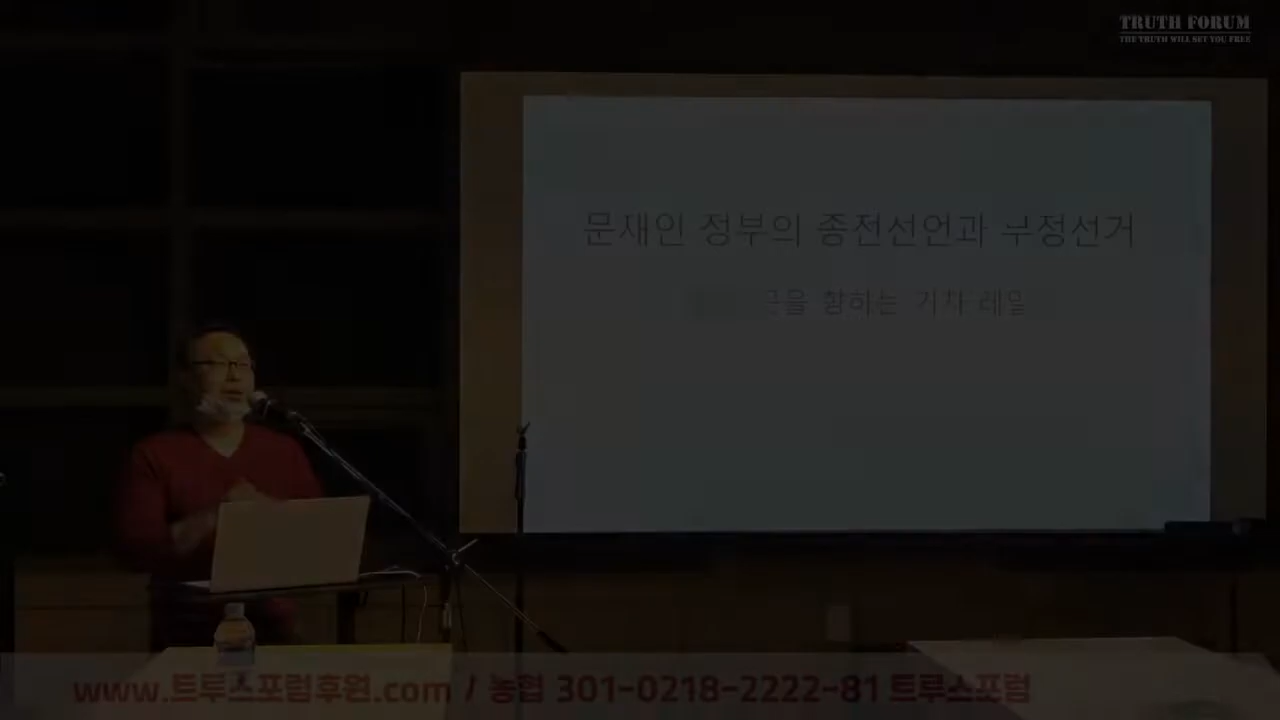 TRUTH FORUM
THE TRUTH WILL SET YOU FREE
문재인 정부의 종전선언과 부정선거
향하는 기차 레일
www.트루스포럼후원.com / 농협 301-0218-2222-81 트루스포럼